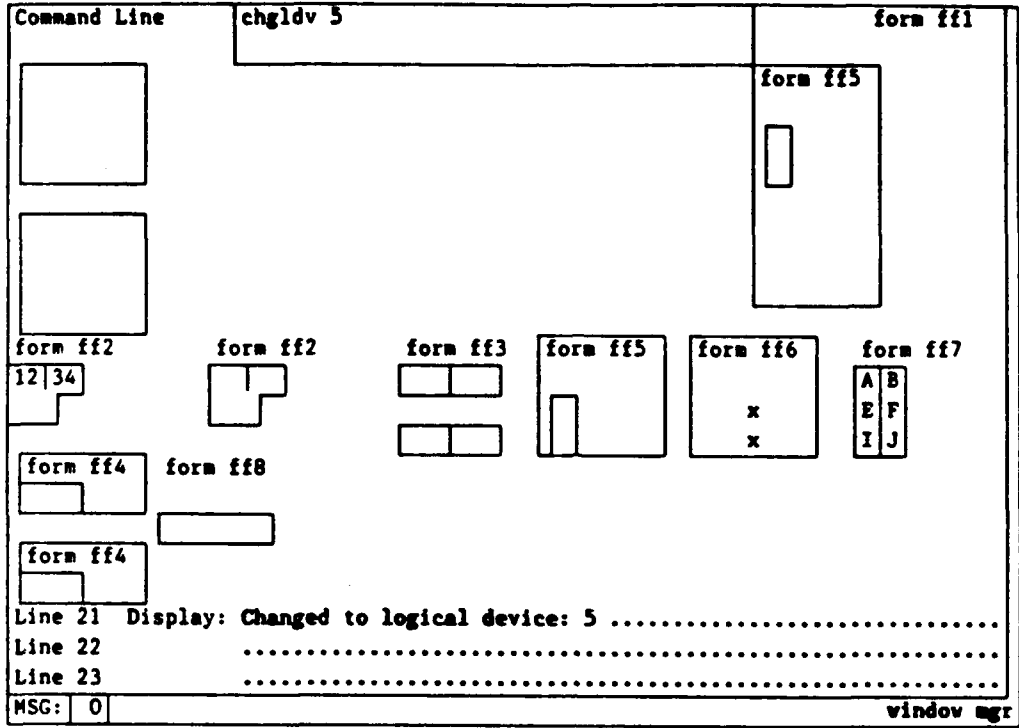 Command Line chgldv 5 form ff1
form ff5
form ff2 form ff2 form ff3 form ff5 form ff6 form ff7
12 34 A B
x E F
x I J
form ff4 form ff8
form ff4
Line 21 Display: Changed to logical device: 5 ..............................
Line 22 ............................................................
Line 23 ............................................................
MSG: 0 window mgr